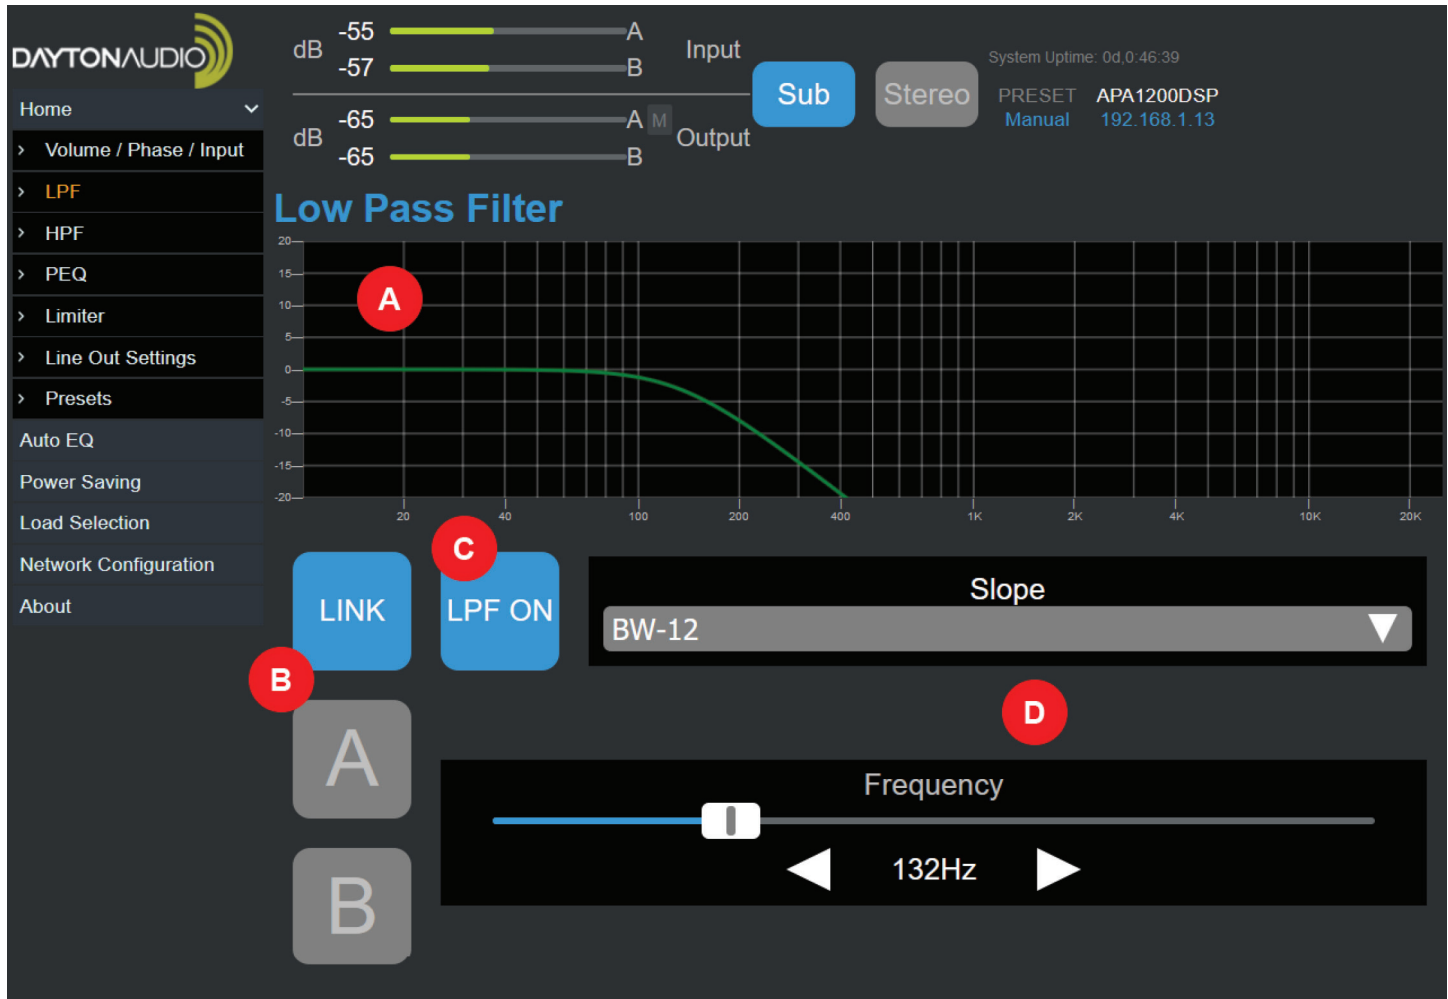 DAYTONAUDIO
Home
Volume / Phase / Input
LPF
HPF
PEQ
Limiter
Line Out Settings
Presets
Auto EQ
Power Saving
Load Selection
Network Configuration
About
dB
-55 A
-57 B
Input
dB
-65 A M
-65 B
Output
Sub
Stereo
System Uptime: 0d,0:46:39
PRESET APA1200DSP
Manual 192.168.1.13
Low Pass Filter
20
15
10
5
0
-5
-10
-15
-20
A
20 40 100 200 400 1K 2K 4K 10K 20K
C
LINK
LPF ON
Slope
BW-12
B
D
A
Frequency
132Hz
B